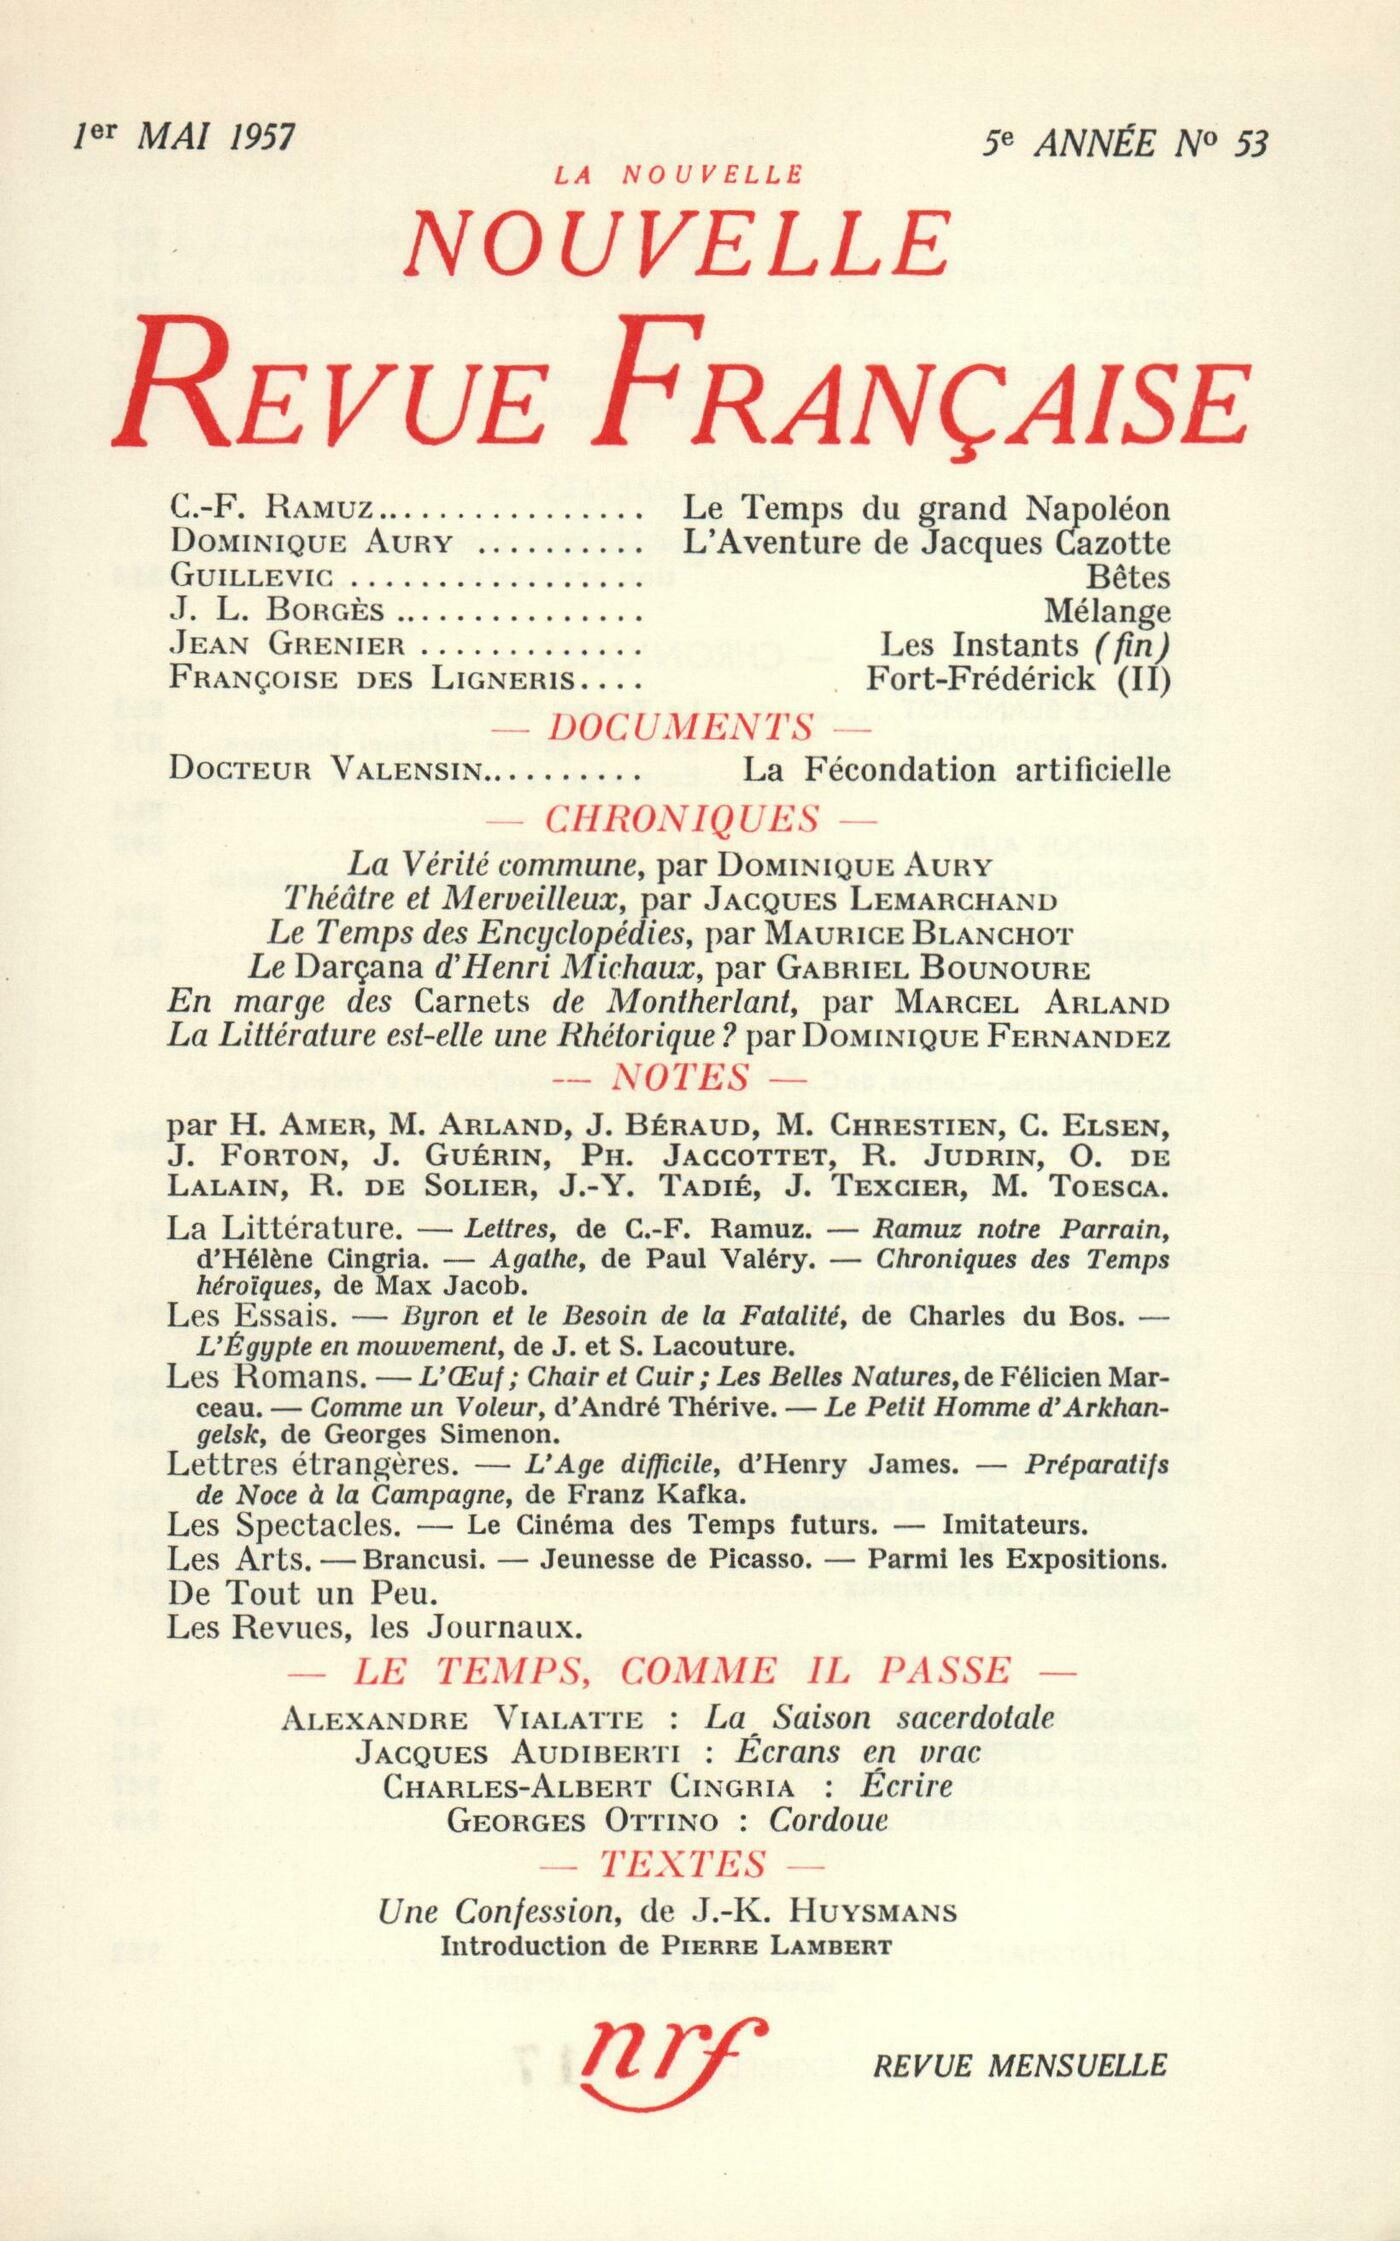 1er MAI 1957
5e ANNÉE No 53
LA NOUVELLE
NOUVELLE
REVUE FRANÇAISE
C.-F. RAMUZ................ Le Temps du grand Napoléon
DOMINIQUE AURY .......... L'Aventure de Jacques Cazotte
GUILLEVIC ................. Bêtes
J. L. BORGÈS ............... Mélange
JEAN GRENIER ............. Les Instants (fin)
FRANÇOISE DES LIGNERIS.... Fort-Frédérick (II)
— DOCUMENTS —
DOCTEUR VALENSIN.......... La Fécondation artificielle
— CHRONIQUES —
La Vérité commune, par DOMINIQUE AURY
Théâtre et Merveilleux, par JACQUES LEMARCHAND
Le Temps des Encyclopédies, par MAURICE BLANCHOT
Le Darçana d'Henri Michaux, par GABRIEL BOUNOURE
En marge des Carnets de Montherlant, par MARCEL ARLAND
La Littérature est-elle une Rhétorique ? par DOMINIQUE FERNANDEZ
— NOTES —
par H. AMER, M. ARLAND, J. BÉRAUD, M. CHRESTIEN, C. ELSEN,
J. FORTON, J. GUÉRIN, PH. JACCOTTET, R. JUDRIN, O. DE
LALAIN, R. DE SOLIER, J.-Y. TADIÉ, J. TEXCIER, M. TOESCA.
La Littérature. — Lettres, de C.-F. Ramuz. — Ramuz notre Parrain,
d'Hélène Cingria. — Agathe, de Paul Valéry. — Chroniques des Temps
héroïques, de Max Jacob.
Les Essais. — Byron et le Besoin de la Fatalité, de Charles du Bos. —
L'Égypte en mouvement, de J. et S. Lacouture.
Les Romans. — L'Œuf ; Chair et Cuir ; Les Belles Natures, de Félicien Mar-
ceau. — Comme un Voleur, d'André Thérive. — Le Petit Homme d'Arkhan-
gelsk, de Georges Simenon.
Lettres étrangères. — L'Age difficile, d'Henry James. — Préparatifs
de Noce à la Campagne, de Franz Kafka.
Les Spectacles. — Le Cinéma des Temps futurs. — Imitateurs.
Les Arts. — Brancusi. — Jeunesse de Picasso. — Parmi les Expositions.
De Tout un Peu.
Les Revues, les Journaux.
— LE TEMPS, COMME IL PASSE —
ALEXANDRE VIALATTE : La Saison sacerdotale
JACQUES AUDIBERTI : Écrans en vrac
CHARLES-ALBERT CINGRIA : Écrire
GEORGES OTTINO : Cordoue
— TEXTES —
Une Confession, de J.-K. HUYSMANS
Introduction de PIERRE LAMBERT
nrf
REVUE MENSUELLE